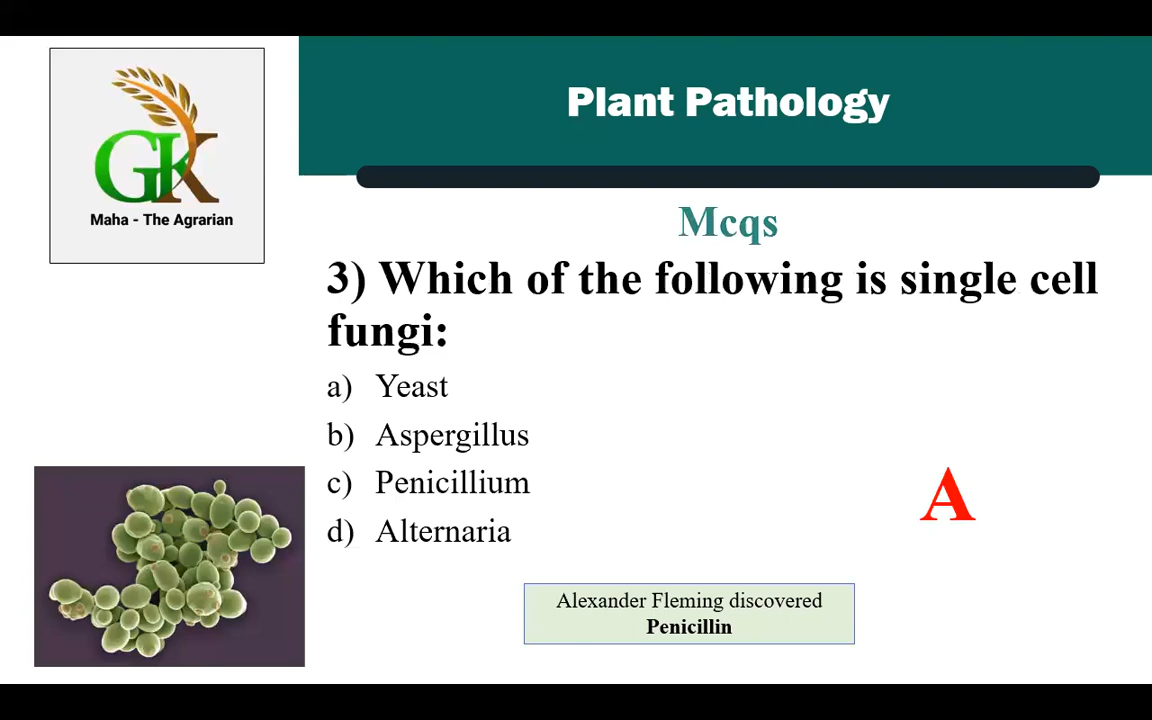 GK
Maha - The Agrarian
Plant Pathology
Mcqs
3) Which of the following is single cell
fungi:
a) Yeast
b) Aspergillus
c) Penicillium
d) Alternaria
A
Alexander Fleming discovered
Penicillin